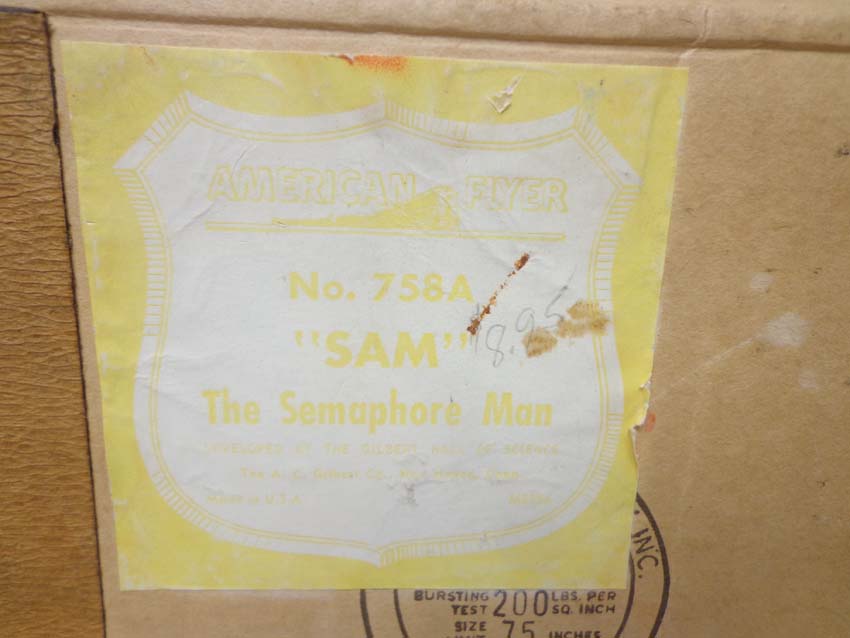 AMERICAN FLYER
No. 758A
"SAM"
$8.95
The Semaphore Man
DEVELOPED AT THE GILBERT HALL OF SCIENCE
The A. C. Gilbert Co., New Haven, Conn.
Made in U.S.A.
INC.
BURSTING TEST 200 LBS. PER SQ. INCH
SIZE 75 INCHES